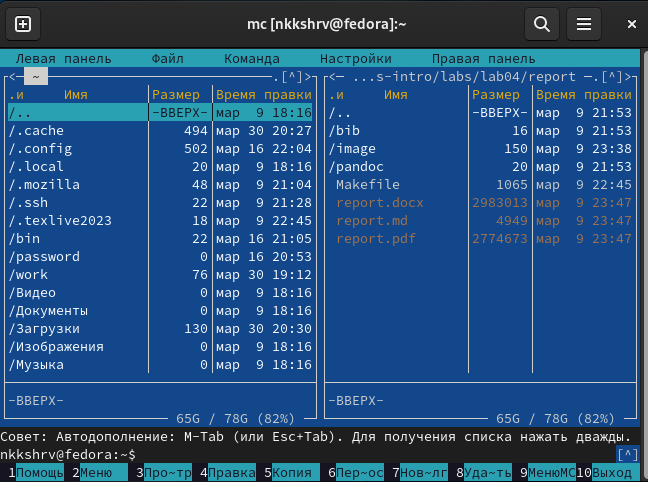 mc [nkkshrv@fedora]:~
Левая панель Файл Команда Настройки Правая панель
<─ ~ .[^]> <─ ...s-intro/labs/lab04/report ─.[^]>
.и Имя Размер Время правки .и Имя Размер Время правки
/.. -ВВЕРХ- мар 9 18:16 /.. -ВВЕРХ- мар 9 21:53
/.cache 494 мар 30 20:27 /bib 16 мар 9 21:53
/.config 502 мар 16 22:04 /image 150 мар 9 23:38
/.local 20 мар 9 18:16 /pandoc 20 мар 9 21:53
/.mozilla 48 мар 9 21:04 Makefile 1065 мар 9 22:45
/.ssh 22 мар 9 21:28 report.docx 2983013 мар 9 23:47
/.texlive2023 18 мар 9 22:45 report.md 4949 мар 9 23:47
/bin 22 мар 16 21:05 report.pdf 2774673 мар 9 23:47
/password 0 мар 16 20:53
/work 76 мар 30 19:12
/Видео 0 мар 9 18:16
/Документы 0 мар 9 18:16
/Загрузки 130 мар 30 20:30
/Изображения 0 мар 9 18:16
/Музыка 0 мар 9 18:16
-ВВЕРХ- -ВВЕРХ-
65G / 78G (82%) 65G / 78G (82%)
Совет: Автодополнение: M-Tab (или Esc+Tab). Для получения списка нажать дважды.
nkkshrv@fedora:~$ [^]
1Помощь 2Меню 3Про~тр 4Правка 5Копия 6Пер~ос 7Нов~лг 8Уда~ть 9МенюMC 10Выход